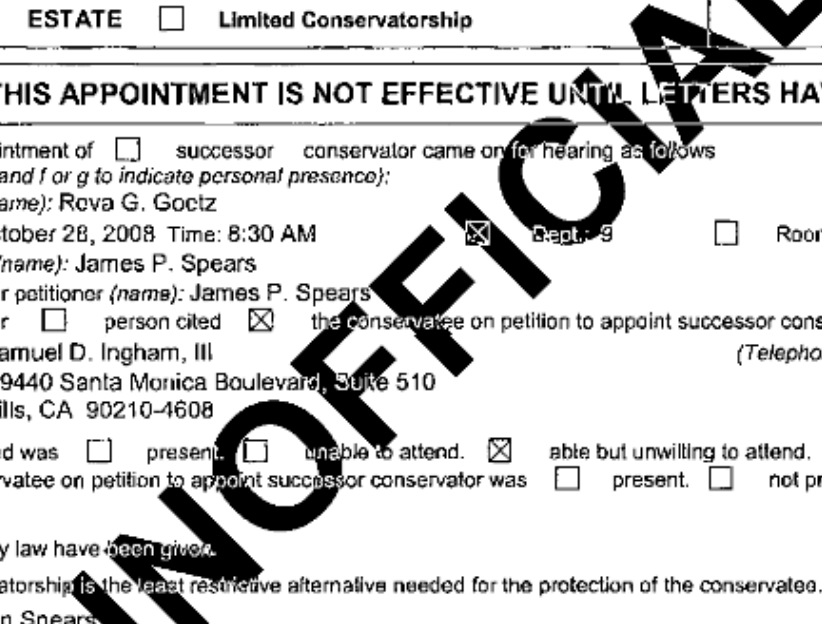 ESTATE ☐ Limited Conservatorship
THIS APPOINTMENT IS NOT EFFECTIVE UNTIL LETTERS HA
intment of ☐ successor conservator came on for hearing as follows
and f or g to indicate personal presence):
ame): Reva G. Goetz
tober 28, 2008 Time: 8:30 AM ☒ Dept.: 9 ☐ Roo
name): James P. Spears
r petitioner (name): James P. Spears
r ☐ person cited ☒ the conservatee on petition to appoint successor cons
amuel D. Ingham, III (Telepho
9440 Santa Monica Boulevard, Suite 510
ills, CA 90210-4608
d was ☐ present. ☐ unable to attend. ☒ able but unwilling to attend.
vatee on petition to appoint successor conservator was ☐ present. ☐ not pr
y law have been given.
atorship is the least restrictive alternative needed for the protection of the conservatee.
n Spears
UNOFFICIAL